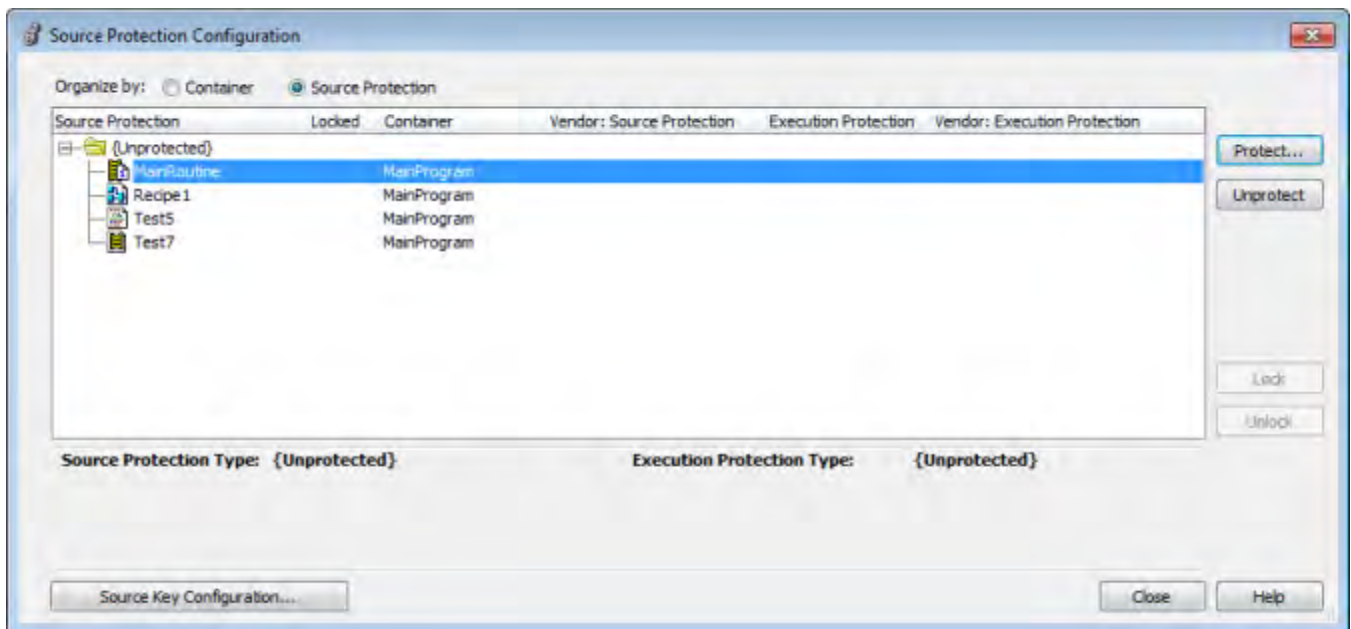 Source Protection Configuration
Organize by: Container Source Protection
Source Protection Locked Container Vendor: Source Protection Execution Protection Vendor: Execution Protection
{Unprotected}
MainRoutine MainProgram
Recipe1 MainProgram
Test5 MainProgram
Test7 MainProgram
Protect...
Unprotect
Lock
Unlock
Source Protection Type: {Unprotected} Execution Protection Type: {Unprotected}
Source Key Configuration... Close Help